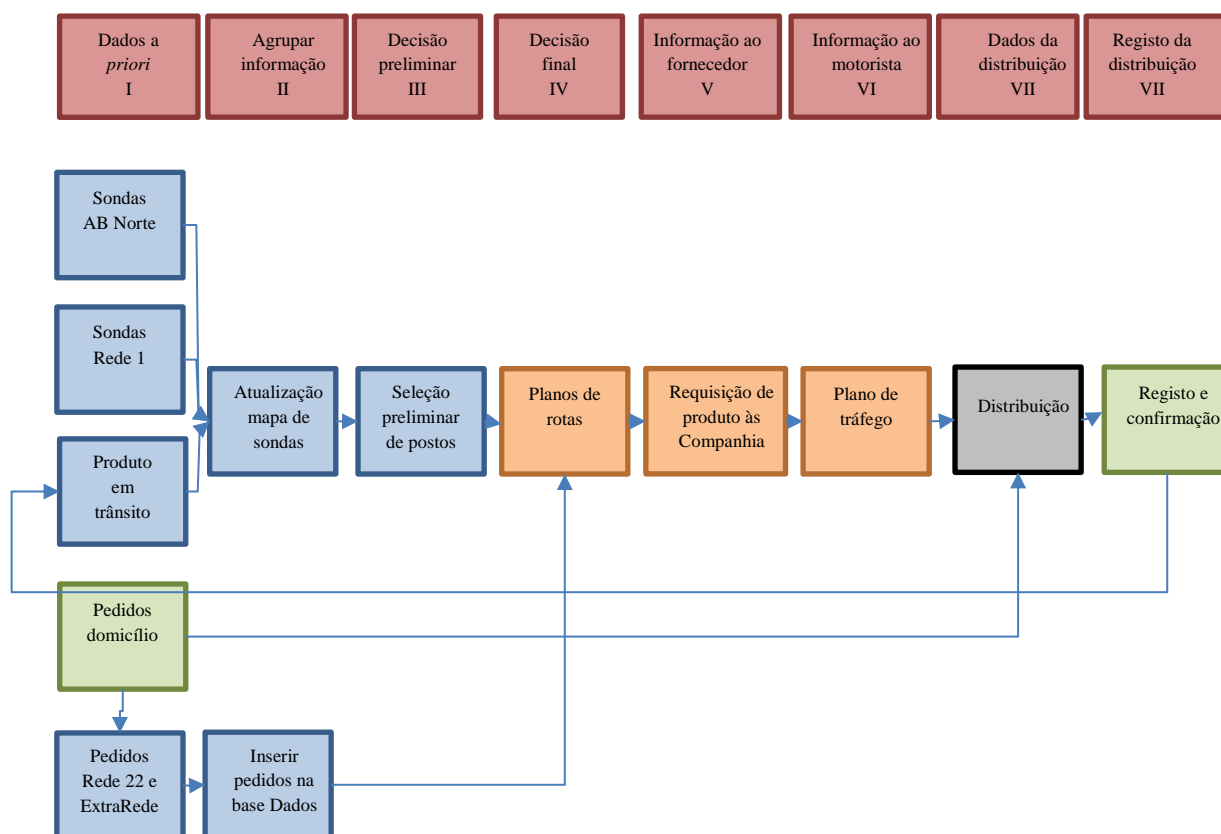 Dados a
priori
I
Agrupar
informação
II
Decisão
preliminar
III
Decisão
final
IV
Informação ao
fornecedor
V
Informação ao
motorista
VI
Dados da
distribuição
VII
Registo da
distribuição
VII
Sondas
AB Norte
Sondas
Rede 1
Atualização
mapa de
sondas
Seleção
preliminar
de postos
Planos de
rotas
Requisição de
produto às
Companhia
Plano de
tráfego
Distribuição
Registo e
confirmação
Produto
em
trânsito
Pedidos
domicílio
Pedidos
Rede 22 e
ExtraRede
Inserir
pedidos na
base Dados